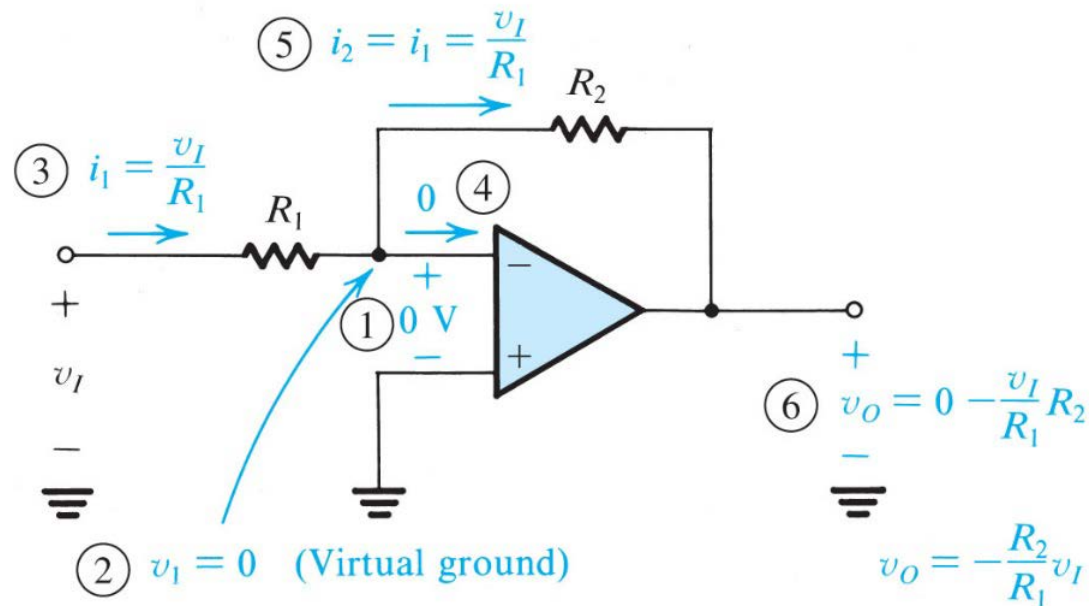 ⑤ i₂ = i₁ = v_I/R₁
R₂
③ i₁ = v_I/R₁
R₁
0 ④
−
+
① 0 V
−
+
+
v_I
−
② v₁ = 0 (Virtual ground)
+
⑥ v_O = 0 − v_I/R₁ R₂
−
v_O = −R₂/R₁ v_I